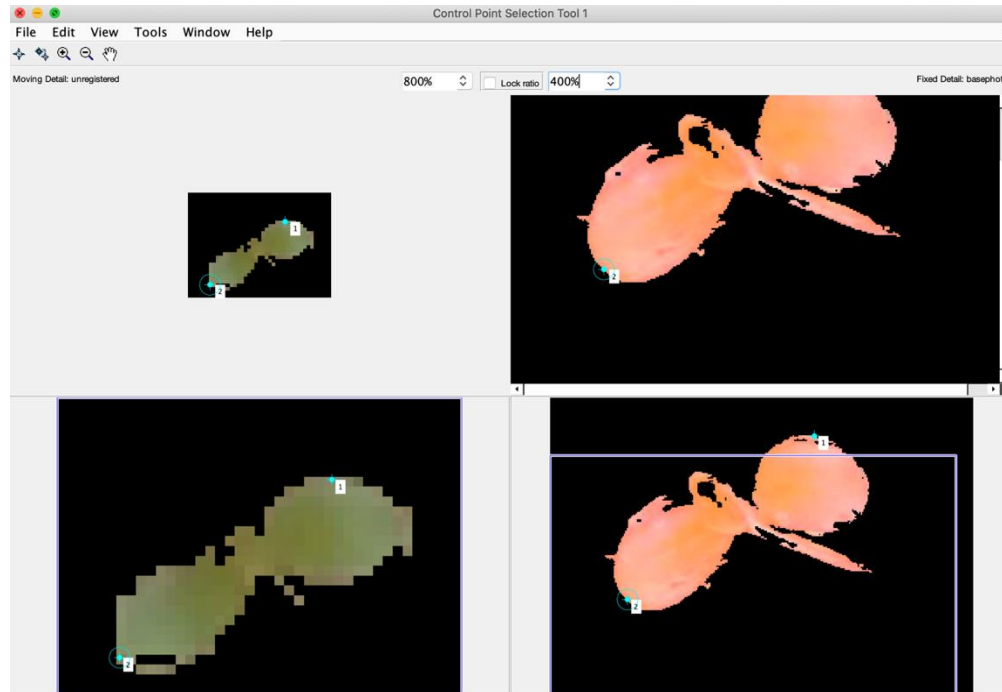 Control Point Selection Tool 1
File Edit View Tools Window Help
Moving Detail: unregistered
800%
Lock ratio
400%
Fixed Detail: basephot
1
2
2
1
2
1
2